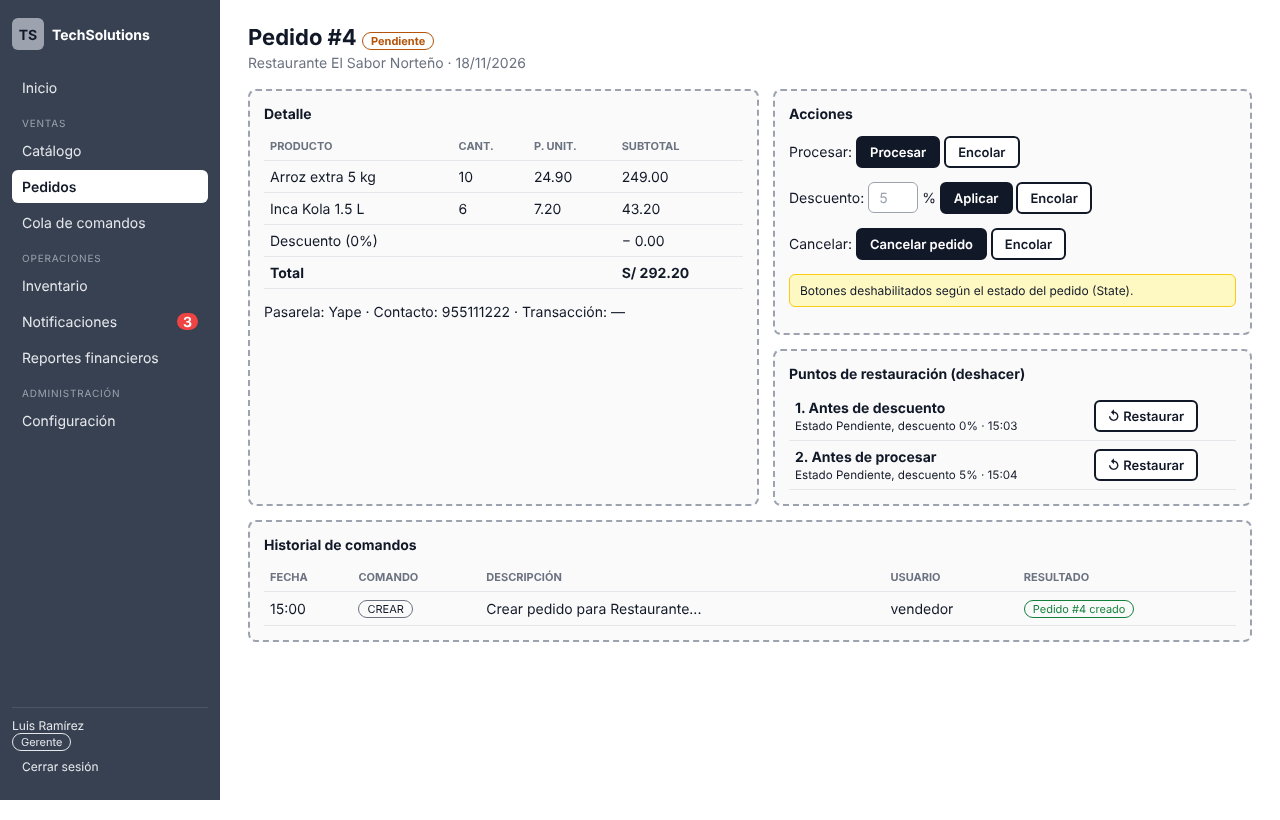 TS TechSolutions
Inicio
VENTAS
Catálogo
Pedidos
Cola de comandos
OPERACIONES
Inventario
Notificaciones 3
Reportes financieros
ADMINISTRACIÓN
Configuración
Luis Ramírez
Gerente
Cerrar sesión
Pedido #4 Pendiente
Restaurante El Sabor Norteño · 18/11/2026
Detalle
PRODUCTO CANT. P. UNIT. SUBTOTAL
Arroz extra 5 kg 10 24.90 249.00
Inca Kola 1.5 L 6 7.20 43.20
Descuento (0%) − 0.00
Total S/ 292.20
Pasarela: Yape · Contacto: 955111222 · Transacción: —
Acciones
Procesar: Procesar Encolar
Descuento: 5 % Aplicar Encolar
Cancelar: Cancelar pedido Encolar
Botones deshabilitados según el estado del pedido (State).
Puntos de restauración (deshacer)
1. Antes de descuento
Estado Pendiente, descuento 0% · 15:03
↺ Restaurar
2. Antes de procesar
Estado Pendiente, descuento 5% · 15:04
↺ Restaurar
Historial de comandos
FECHA COMANDO DESCRIPCIÓN USUARIO RESULTADO
15:00 CREAR Crear pedido para Restaurante... vendedor Pedido #4 creado